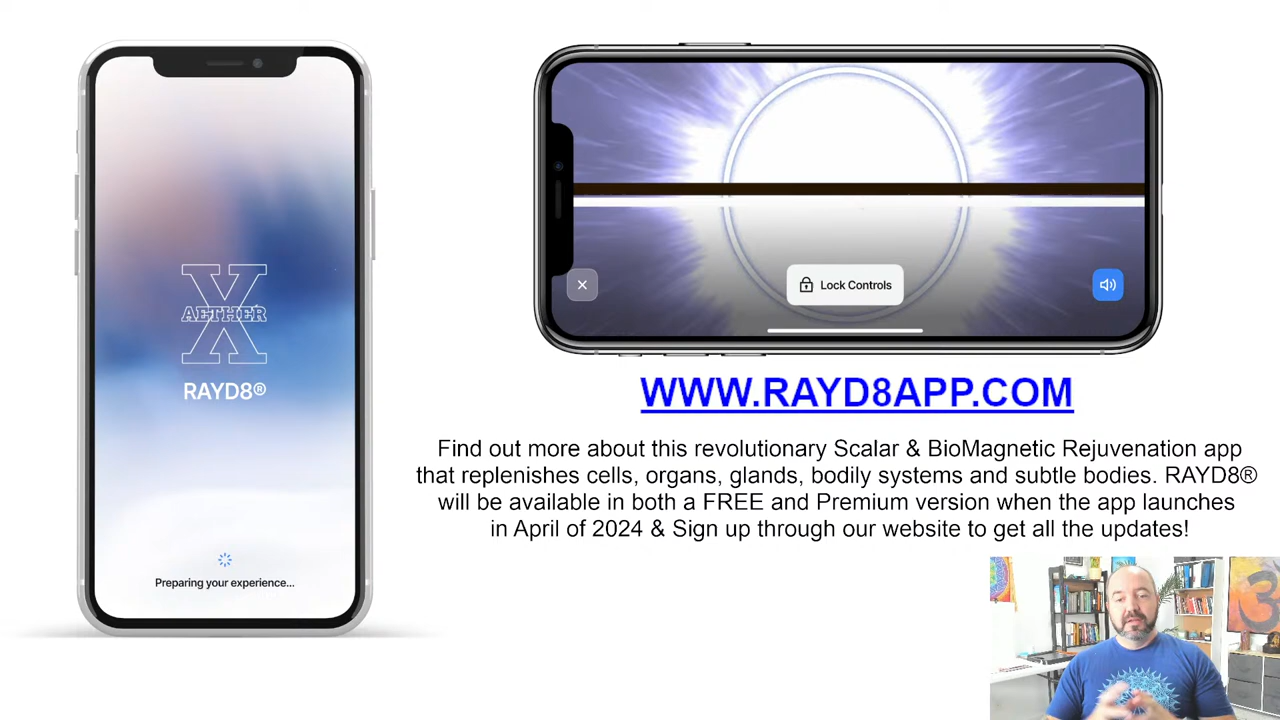 AETHER
X
RAYD8®
Preparing your experience...
Lock Controls
WWW.RAYD8APP.COM
Find out more about this revolutionary Scalar & BioMagnetic Rejuvenation app
that replenishes cells, organs, glands, bodily systems and subtle bodies. RAYD8®
will be available in both a FREE and Premium version when the app launches
in April of 2024 & Sign up through our website to get all the updates!